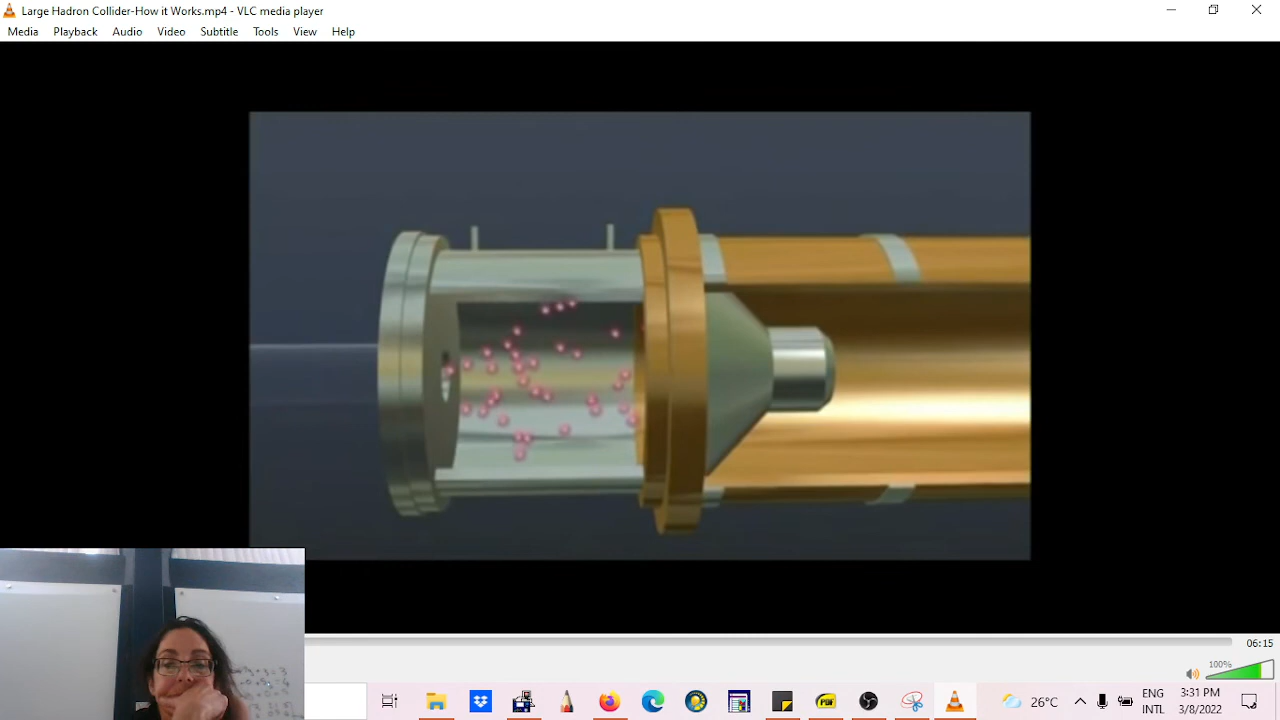 Large Hadron Collider-How it Works.mp4 - VLC media player
Media Playback Audio Video Subtitle Tools View Help
06:15
100%
PDF
26°C
ENG
INTL
3:31 PM
3/8/2022